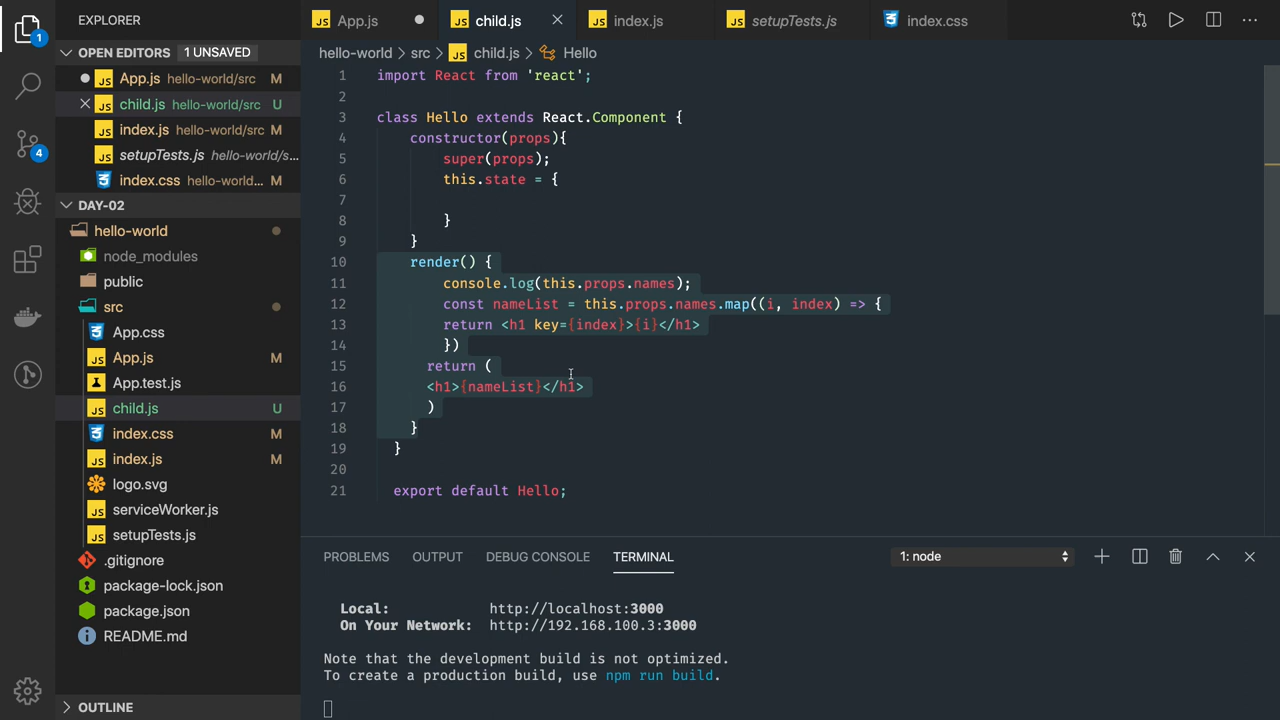 EXPLORER
1
4
OPEN EDITORS 1 UNSAVED
App.js hello-world/src M
child.js hello-world/src U
index.js hello-world/src M
setupTests.js hello-world/s...
index.css hello-world... M
DAY-02
hello-world
node_modules
public
src
App.css
App.js M
App.test.js
child.js U
index.css M
index.js M
logo.svg
serviceWorker.js
setupTests.js
.gitignore
package-lock.json
package.json
README.md
OUTLINE
App.js child.js index.js setupTests.js index.css
hello-world > src > child.js > Hello
1 import React from 'react';
2
3 class Hello extends React.Component {
4 constructor(props){
5 super(props);
6 this.state = {
7
8 }
9 }
10 render() {
11 console.log(this.props.names);
12 const nameList = this.props.names.map((i, index) => {
13 return <h1 key={index}>{i}</h1>
14 })
15 return (
16 <h1>{nameList}</h1>
17 )
18 }
19 }
20
21 export default Hello;
PROBLEMS OUTPUT DEBUG CONSOLE TERMINAL 1: node
Local: http://localhost:3000
On Your Network: http://192.168.100.3:3000
Note that the development build is not optimized.
To create a production build, use npm run build.